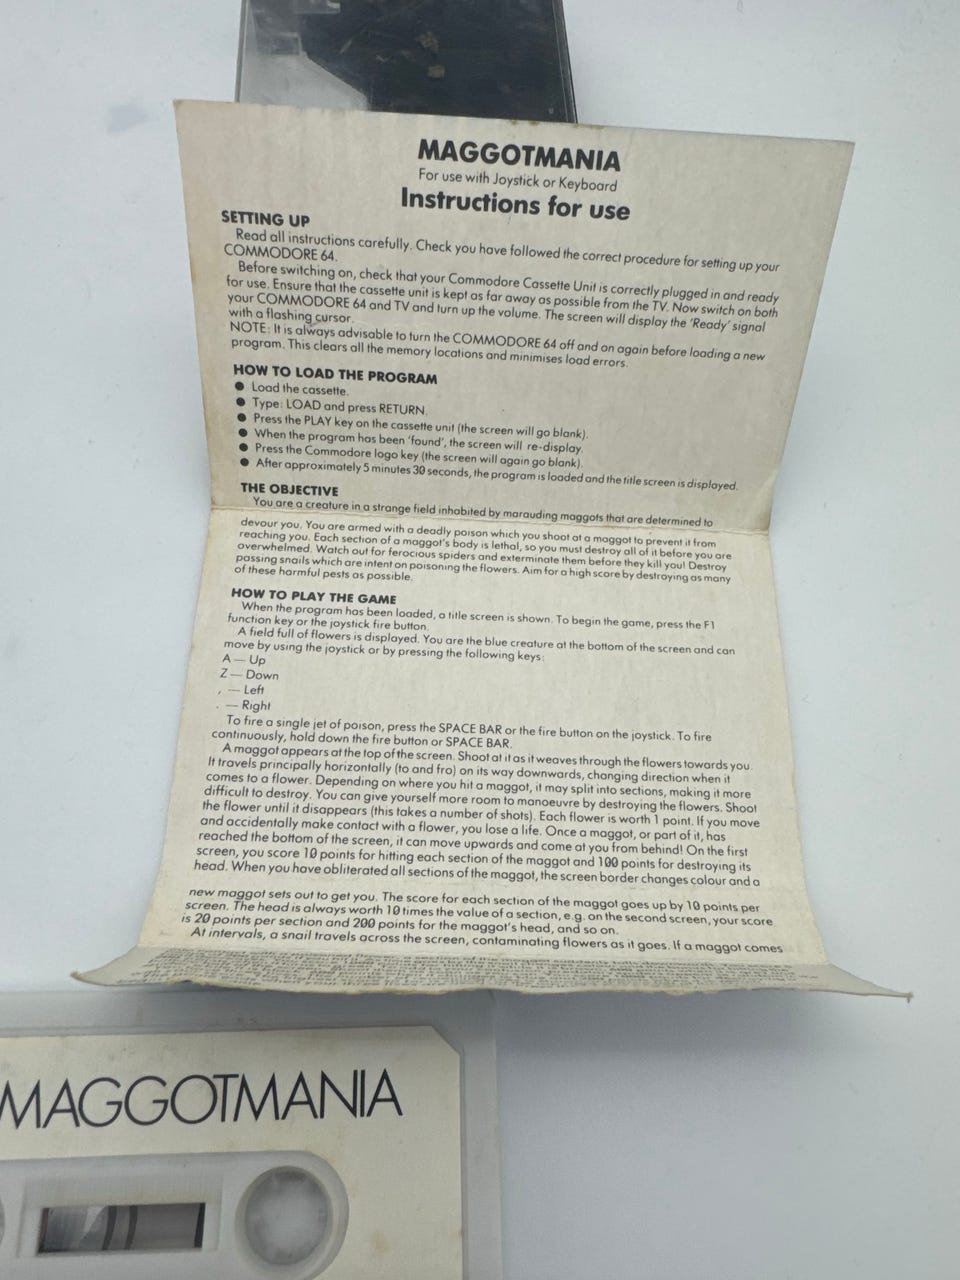 MAGGOTMANIA
For use with Joystick or Keyboard
Instructions for use
SETTING UP
Read all instructions carefully. Check you have followed the correct procedure for setting up your
COMMODORE 64.
Before switching on, check that your Commodore Cassette Unit is correctly plugged in and ready
for use. Ensure that the cassette unit is kept as far away as possible from the TV. Now switch on both
your COMMODORE 64 and TV and turn up the volume. The screen will display the 'Ready' signal
with a flashing cursor.
NOTE: It is always advisable to turn the COMMODORE 64 off and on again before loading a new
program. This clears all the memory locations and minimises load errors.
HOW TO LOAD THE PROGRAM
● Load the cassette.
● Type: LOAD and press RETURN.
● Press the PLAY key on the cassette unit (the screen will go blank).
● When the program has been 'found', the screen will re-display.
● Press the Commodore logo key (the screen will again go blank).
● After approximately 5 minutes 30 seconds, the program is loaded and the title screen is displayed.
THE OBJECTIVE
You are a creature in a strange field inhabited by marauding maggots that are determined to
devour you. You are armed with a deadly poison which you shoot at a maggot to prevent it from
reaching you. Each section of a maggot's body is lethal, so you must destroy all of it before you are
overwhelmed. Watch out for ferocious spiders and exterminate them before they kill you! Destroy
passing snails which are intent on poisoning the flowers. Aim for a high score by destroying as many
of these harmful pests as possible.
HOW TO PLAY THE GAME
When the program has been loaded, a title screen is shown. To begin the game, press the F1
function key or the joystick fire button.
A field full of flowers is displayed. You are the blue creature at the bottom of the screen and can
move by using the joystick or by pressing the following keys:
A — Up
Z — Down
, — Left
. — Right
To fire a single jet of poison, press the SPACE BAR or the fire button on the joystick. To fire
continuously, hold down the fire button or SPACE BAR.
A maggot appears at the top of the screen. Shoot at it as it weaves through the flowers towards you.
It travels principally horizontally (to and fro) on its way downwards, changing direction when it
comes to a flower. Depending on where you hit a maggot, it may split into sections, making it more
difficult to destroy. You can give yourself more room to manoeuvre by destroying the flowers. Shoot
the flower until it disappears (this takes a number of shots). Each flower is worth 1 point. If you move
and accidentally make contact with a flower, you lose a life. Once a maggot, or part of it, has
reached the bottom of the screen, it can move upwards and come at you from behind! On the first
screen, you score 10 points for hitting each section of the maggot and 100 points for destroying its
head. When you have obliterated all sections of the maggot, the screen border changes colour and a
new maggot sets out to get you. The score for each section of the maggot goes up by 10 points per
screen. The head is always worth 10 times the value of a section, e.g. on the second screen, your score
is 20 points per section and 200 points for the maggot's head, and so on.
At intervals, a snail travels across the screen, contaminating flowers as it goes. If a maggot comes
MAGGOTMANIA